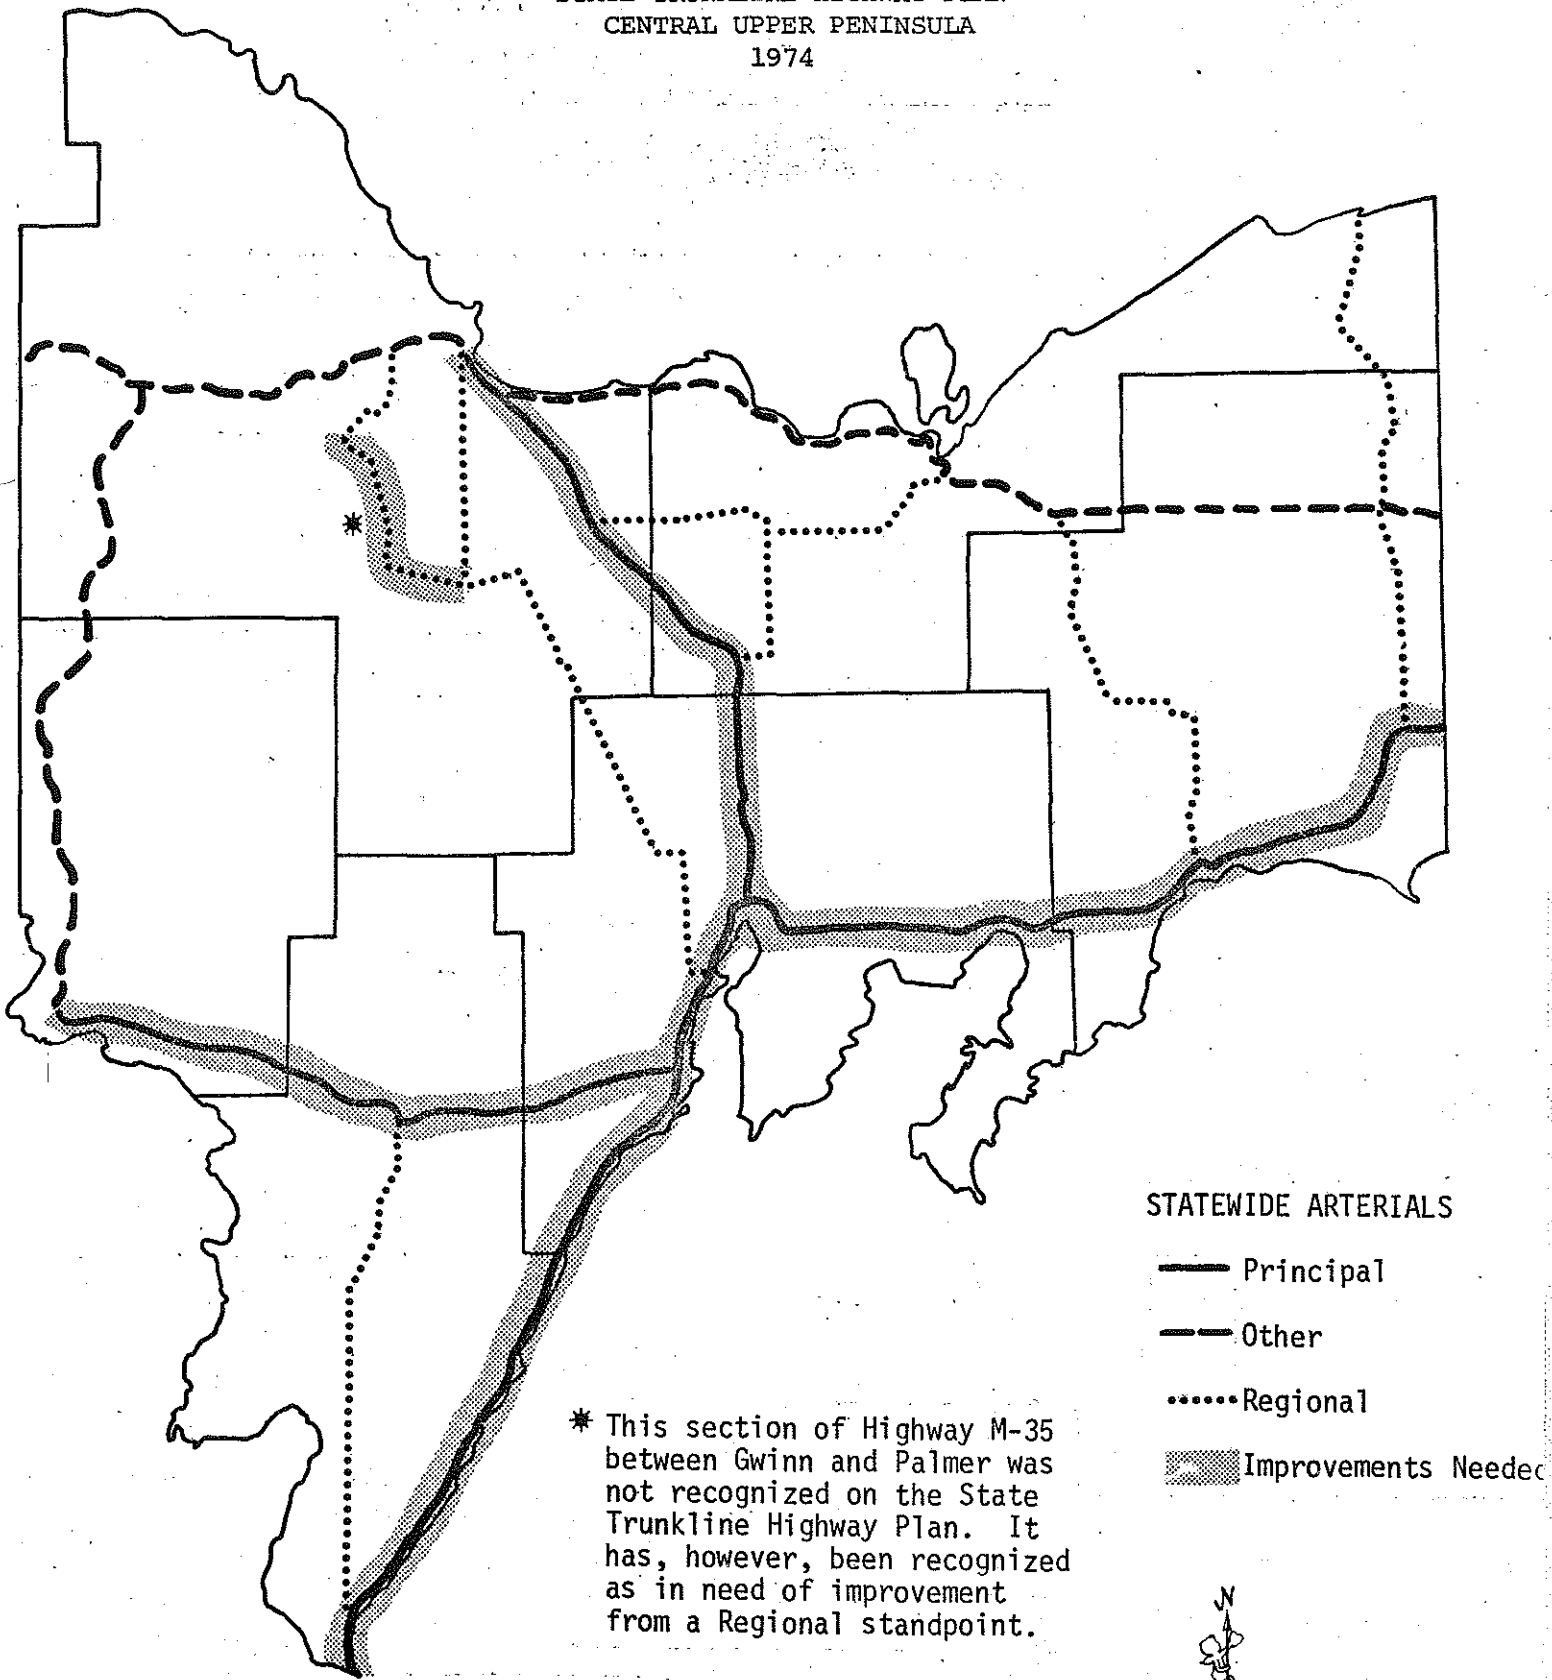 CENTRAL UPPER PENINSULA
1974
STATEWIDE ARTERIALS
Principal
Other
Regional
Improvements Needed
* This section of Highway M-35
between Gwinn and Palmer was
not recognized on the State
Trunkline Highway Plan. It
has, however, been recognized
as in need of improvement
from a Regional standpoint.
*
N